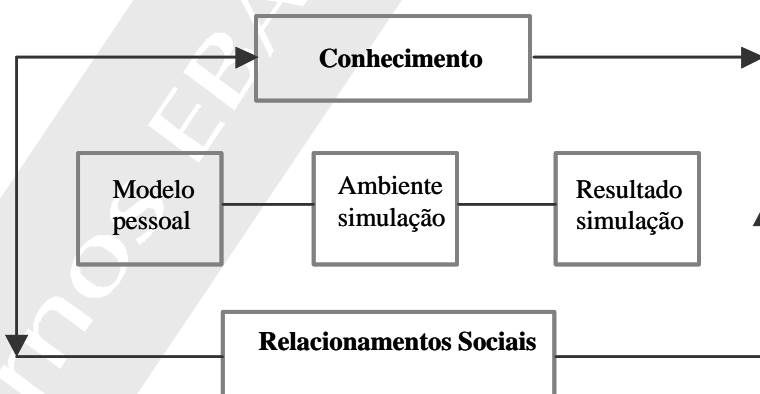 Conhecimento
Modelo
pessoal
Ambiente
simulação
Resultado
simulação
Relacionamentos Sociais